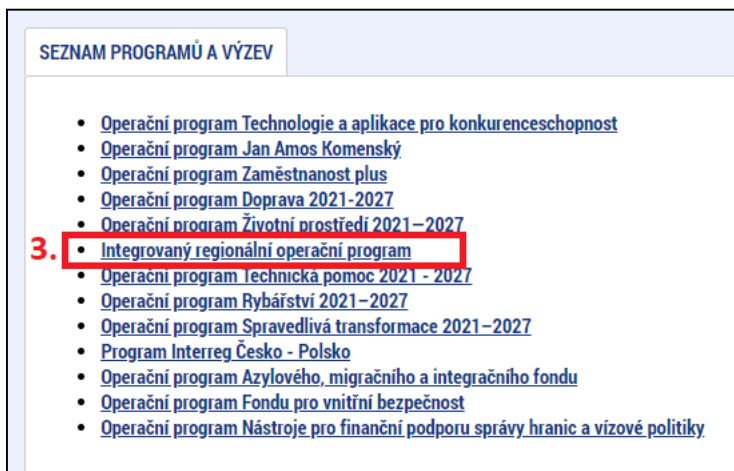 SEZNAM PROGRAMŮ A VÝZEV
Operační program Technologie a aplikace pro konkurenceschopnost
Operační program Jan Amos Komenský
Operační program Zaměstnanost plus
Operační program Doprava 2021-2027
Operační program Životní prostředí 2021–2027
3. Integrovaný regionální operační program
Operační program Technická pomoc 2021 - 2027
Operační program Rybářství 2021–2027
Operační program Spravedlivá transformace 2021–2027
Program Interreg Česko - Polsko
Operační program Azylového, migračního a integračního fondu
Operační program Fondu pro vnitřní bezpečnost
Operační program Nástroje pro finanční podporu správy hranic a vízové politiky